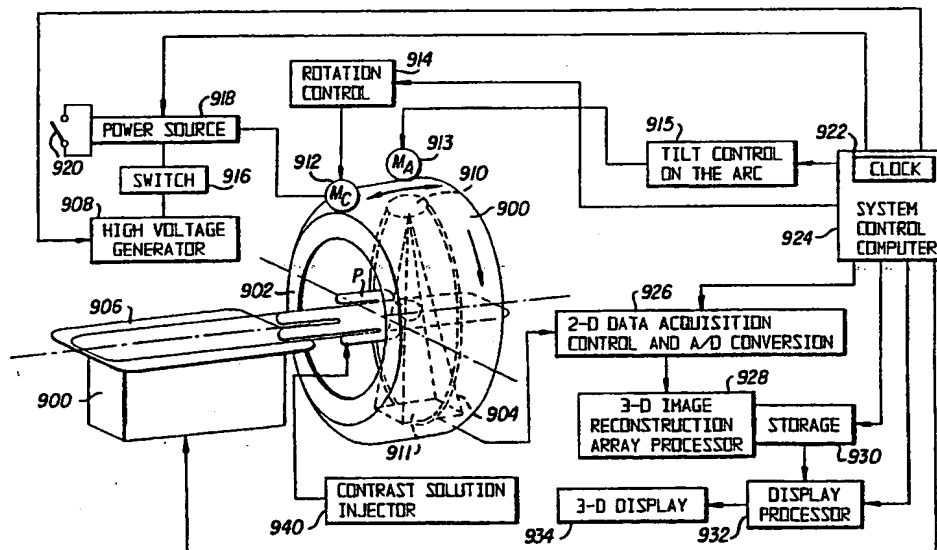 914
ROTATION
CONTROL
918
POWER SOURCE
920
SWITCH
916
908
HIGH VOLTAGE
GENERATOR
912
MC
MA
913
910
900
915
TILT CONTROL
ON THE ARC
922
CLOCK
SYSTEM
CONTROL
COMPUTER
924
906
902
P
900
904
911
926
2-D DATA ACQUISITION
CONTROL AND A/D CONVERSION
928
3-D IMAGE
RECONSTRUCTION
ARRAY PROCESSOR
STORAGE
930
CONTRAST SOLUTION
INJECTOR
940
3-D DISPLAY
934
DISPLAY
PROCESSOR
932